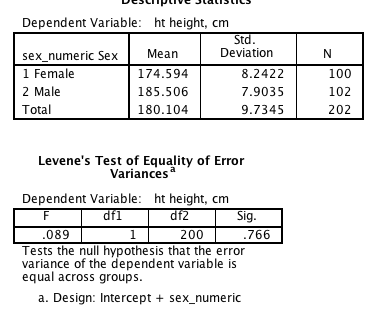 Descriptive Statistics
Dependent Variable: ht height, cm
sex_numeric Sex Mean Std. Deviation N
1 Female 174.594 8.2422 100
2 Male 185.506 7.9035 102
Total 180.104 9.7345 202
Levene's Test of Equality of Error
Variancesa
Dependent Variable: ht height, cm
F df1 df2 Sig.
.089 1 200 .766
Tests the null hypothesis that the error
variance of the dependent variable is
equal across groups.
a. Design: Intercept + sex_numeric